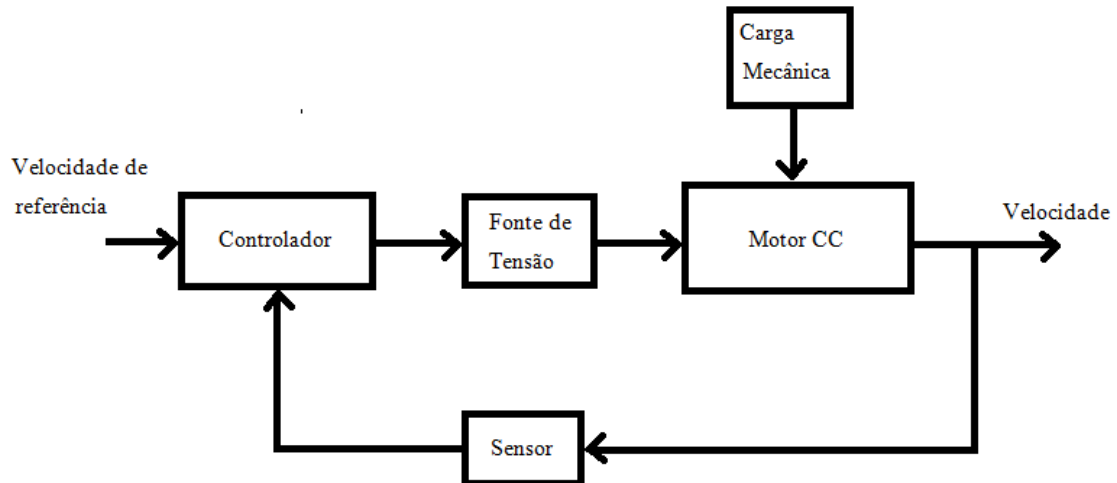 Carga
Mecânica
Velocidade de
referência
Controlador
Fonte de
Tensão
Motor CC
Velocidade
Sensor